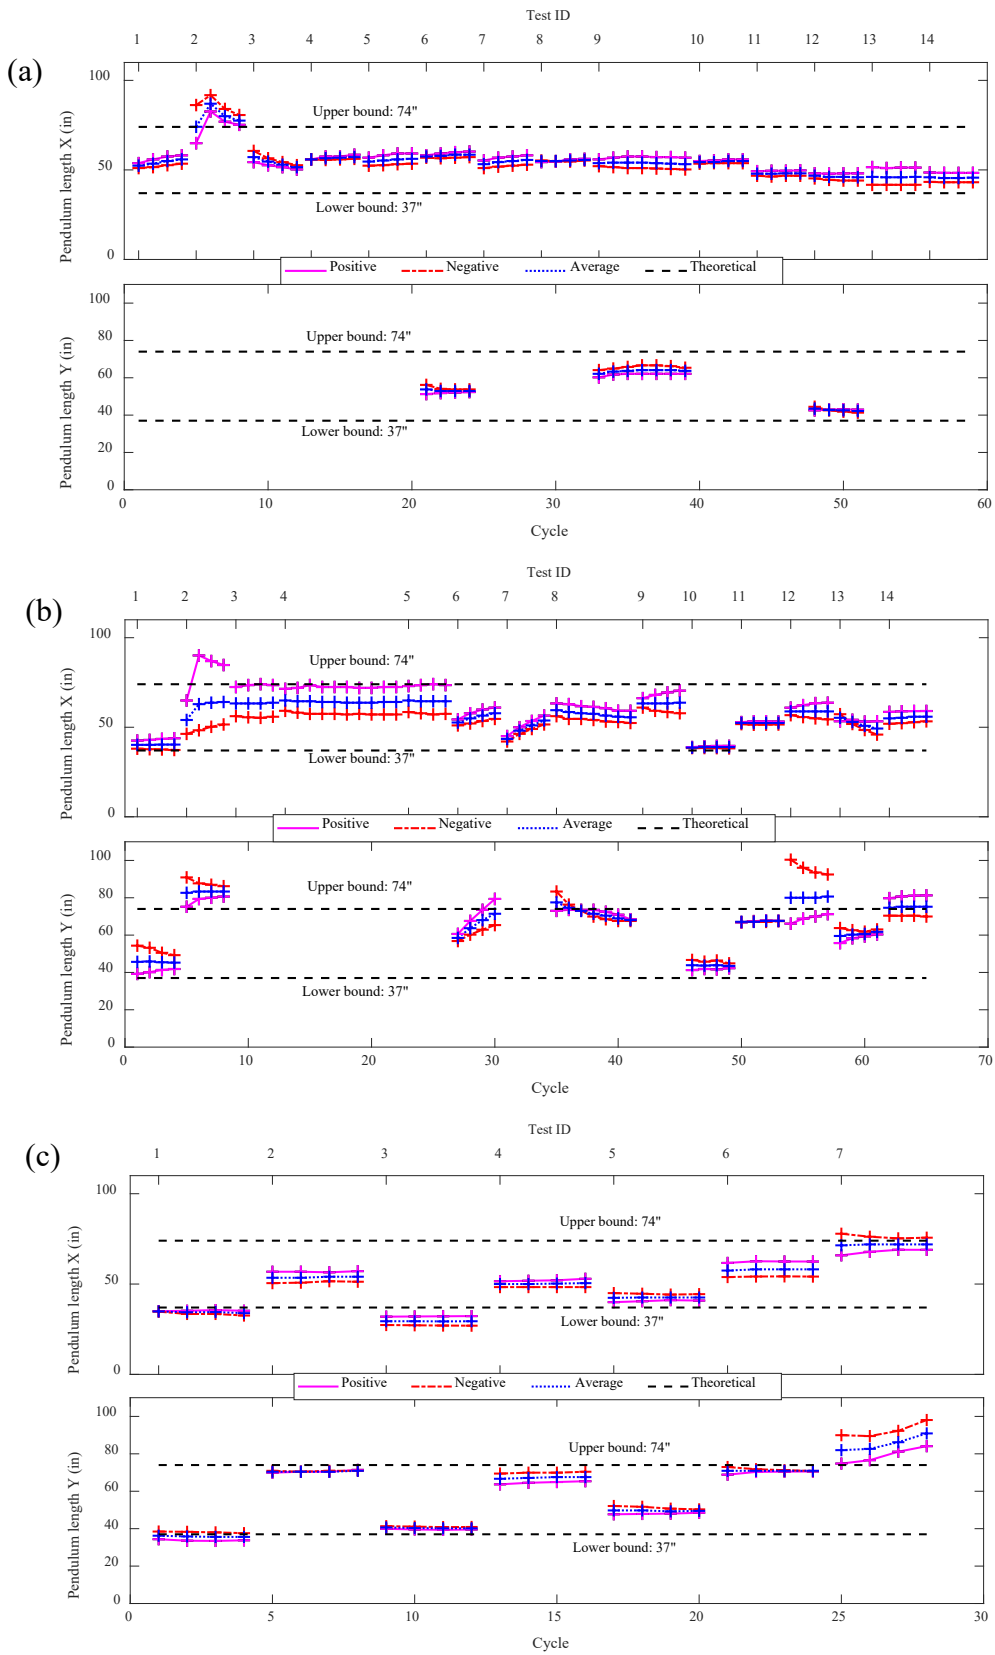 Test ID
1 2 3 4 5 6 7 8 9 10 11 12 13 14
(a)
100
50
0
Pendulum length X (in)
Upper bound: 74"
Lower bound: 37"
Positive Negative Average Theoretical
100
80
60
40
20
0
Pendulum length Y (in)
Upper bound: 74"
Lower bound: 37"
0 10 20 30 40 50 60
Cycle
Test ID
(b)
1 2 3 4 5 6 7 8 9 10 11 12 13 14
100
50
0
Pendulum length X (in)
Upper bound: 74"
Lower bound: 37"
Positive Negative Average Theoretical
100
80
60
40
20
0
Pendulum length Y (in)
Upper bound: 74"
Lower bound: 37"
0 10 20 30 40 50 60 70
Cycle
Test ID
(c)
1 2 3 4 5 6 7
100
50
0
Pendulum length X (in)
Upper bound: 74"
Lower bound: 37"
Positive Negative Average Theoretical
100
80
60
40
20
0
Pendulum length Y (in)
Upper bound: 74"
Lower bound: 37"
0 5 10 15 20 25 30
Cycle